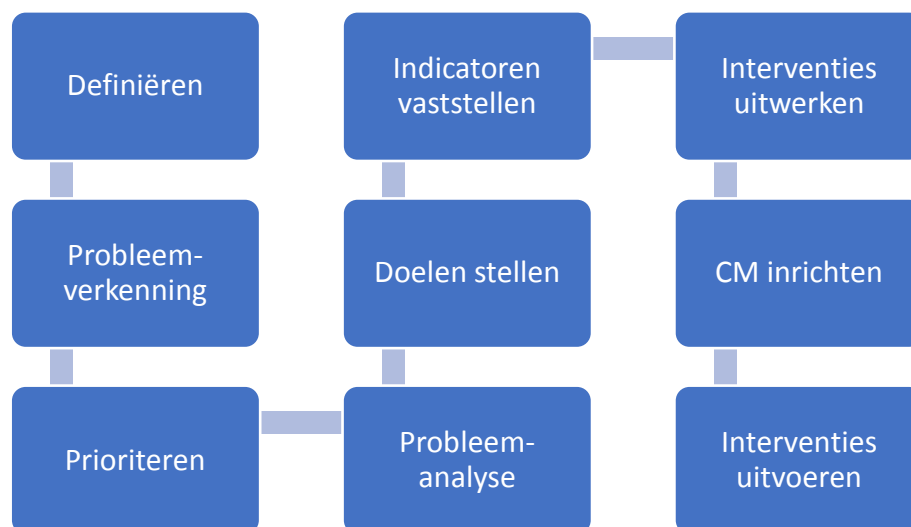 Definiëren
Probleem-
verkenning
Prioriteren
Probleem-
analyse
Doelen stellen
Indicatoren
vaststellen
Interventies
uitwerken
CM inrichten
Interventies
uitvoeren